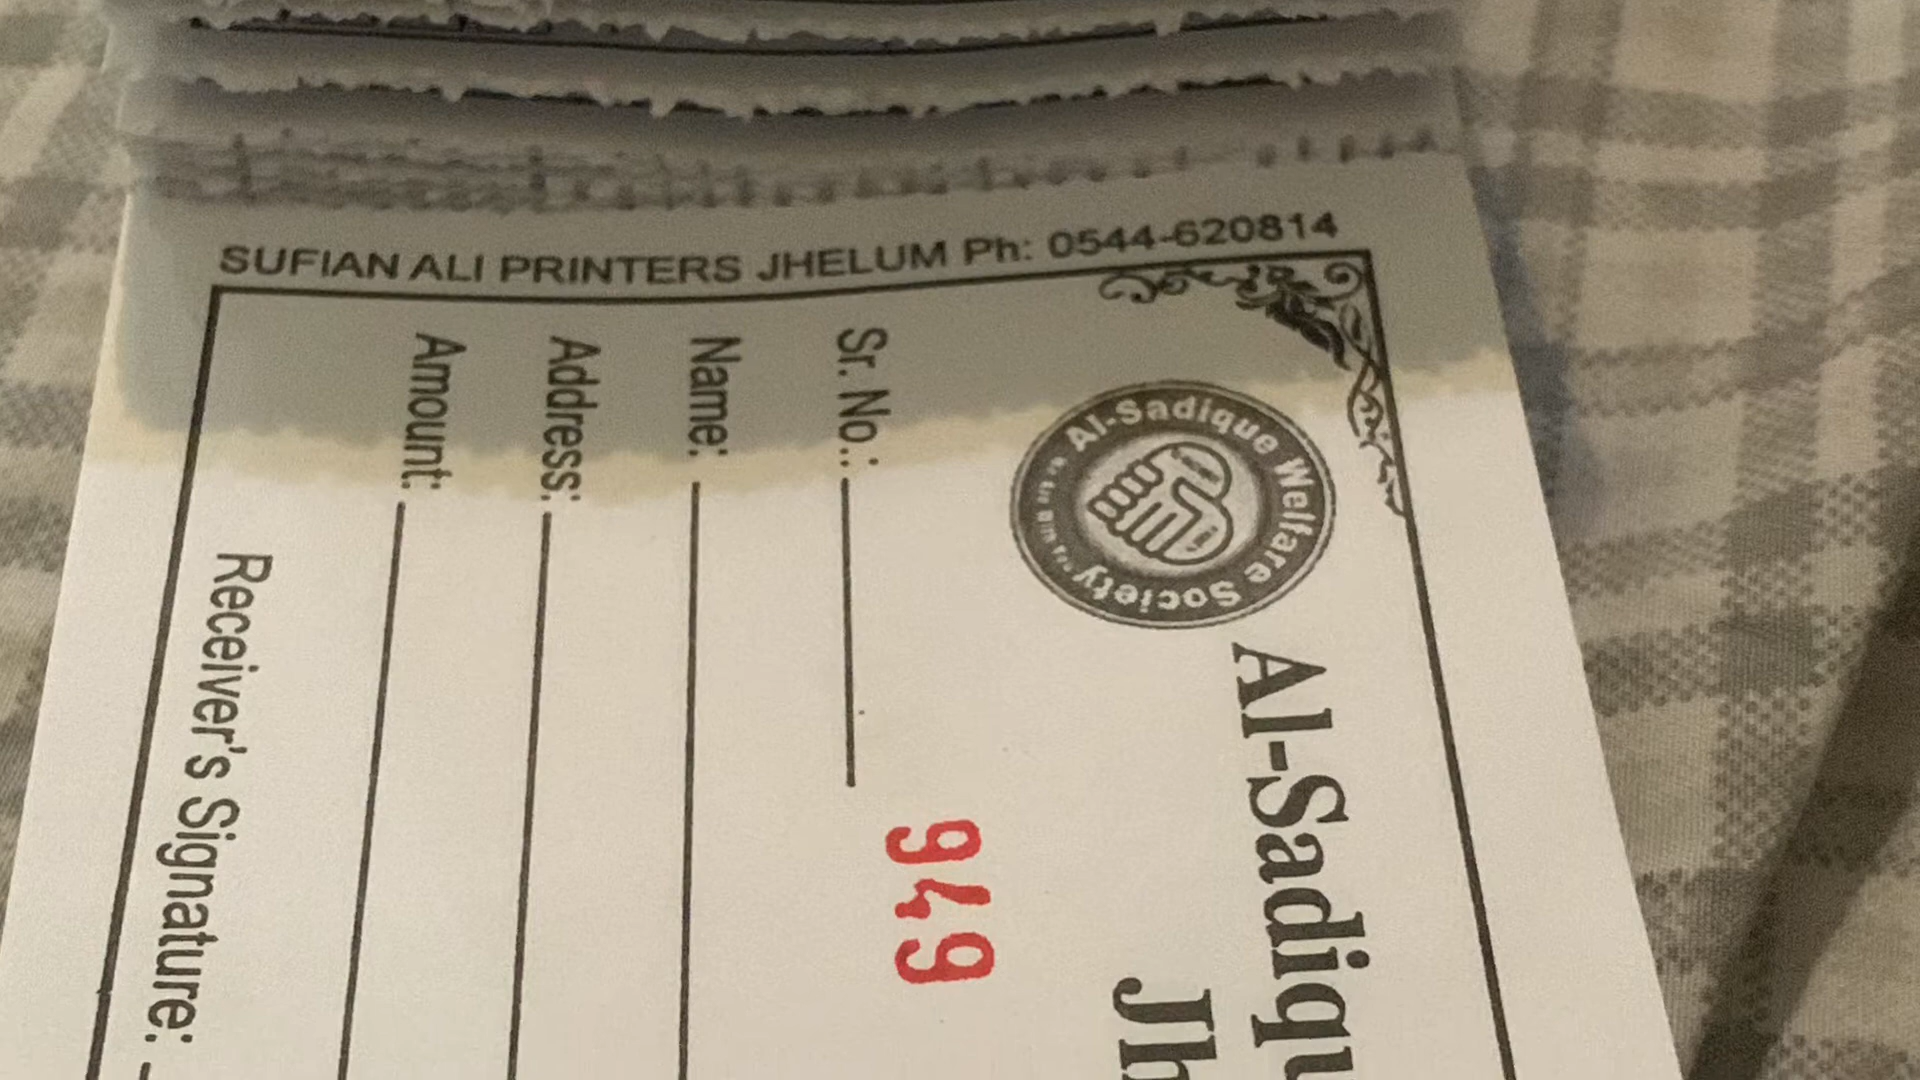 SUFIAN ALI PRINTERS JHELUM Ph: 0544-620814
Al-Sadique Welfare Society
Al-Sadiqu
Jh
949
Sr. No.:
Name:
Address:
Amount:
Receiver's Signature: